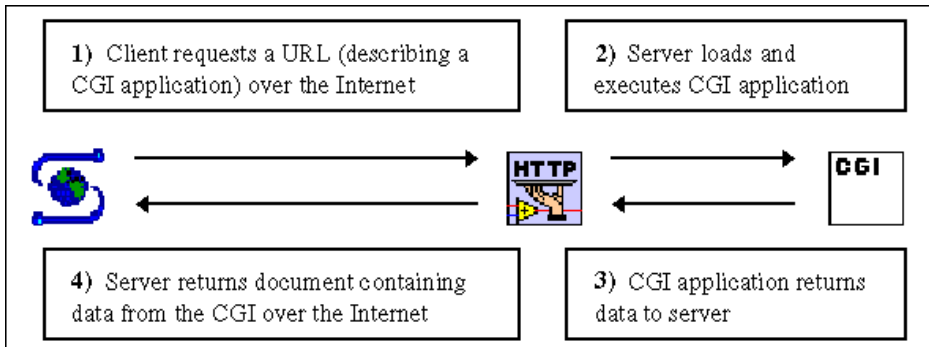 1) Client requests a URL (describing a
CGI application) over the Internet
2) Server loads and
executes CGI application
HTTP
CGI
4) Server returns document containing
data from the CGI over the Internet
3) CGI application returns
data to server